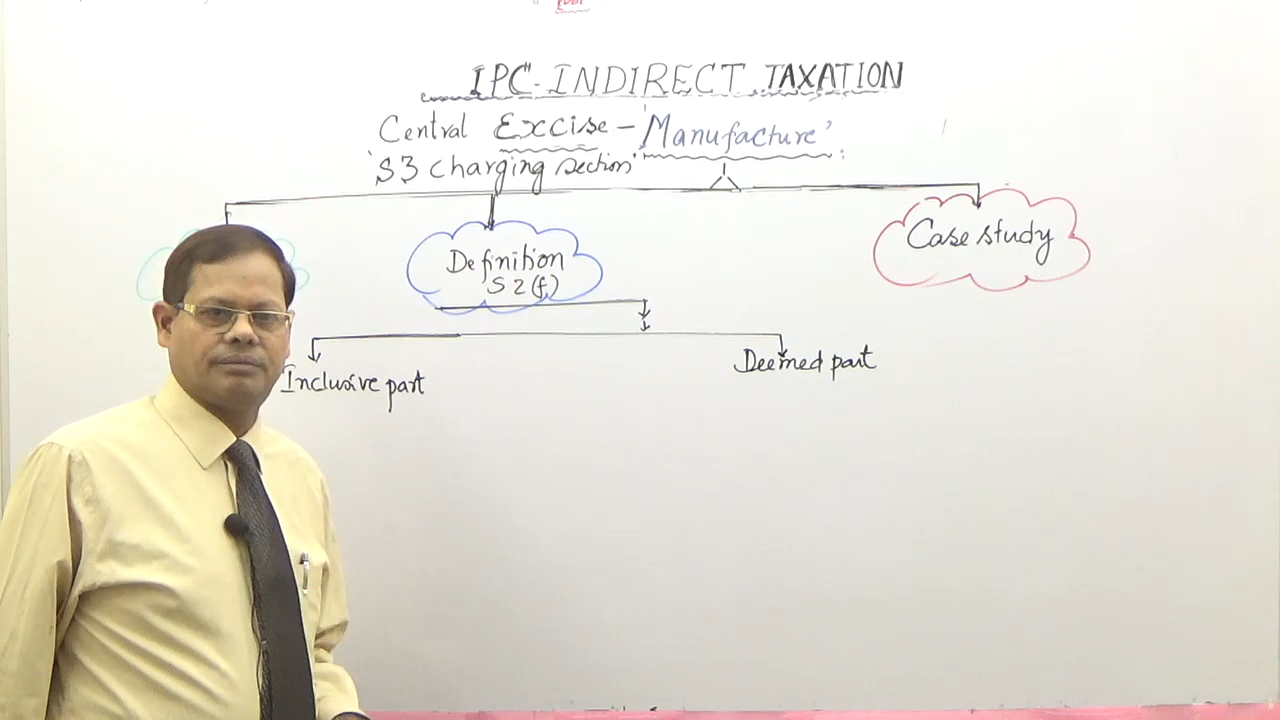 IPC-INDIRECT TAXATION
Central Excise - 'Manufacture'
'S3 charging section'
Definition
S 2(f)
Case study
Inclusive part
Deemed part